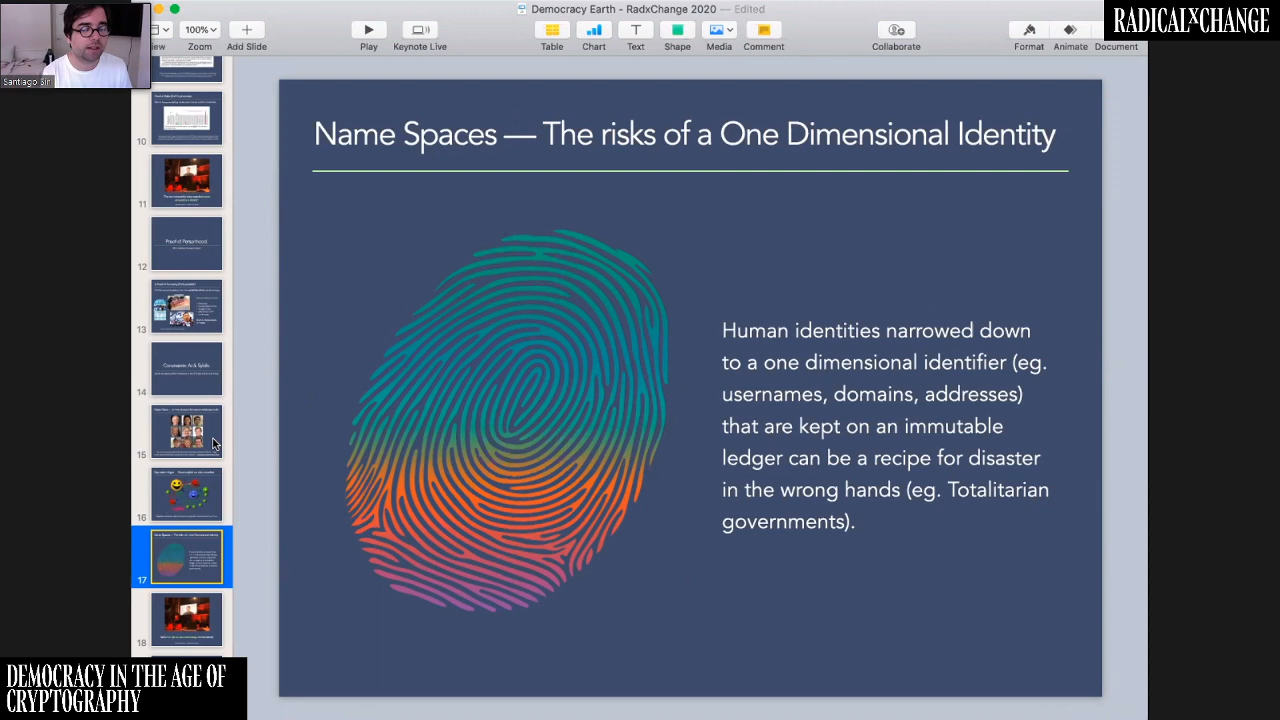 Democracy Earth - RadxChange 2020 — Edited
RADICALXCHANGE
100%
iew
Zoom
Add Slide
Play
Keynote Live
Table
Chart
Text
Shape
Media
Comment
Collaborate
Format
Animate
Document
Santiago Siri
10
11
12
Proof of Personhood
13
14
15
16
17
18
Name Spaces — The risks of a One Dimensional Identity
Human identities narrowed down
to a one dimensional identifier (eg.
usernames, domains, addresses)
that are kept on an immutable
ledger can be a recipe for disaster
in the wrong hands (eg. Totalitarian
governments).
DEMOCRACY IN THE AGE OF
CRYPTOGRAPHY